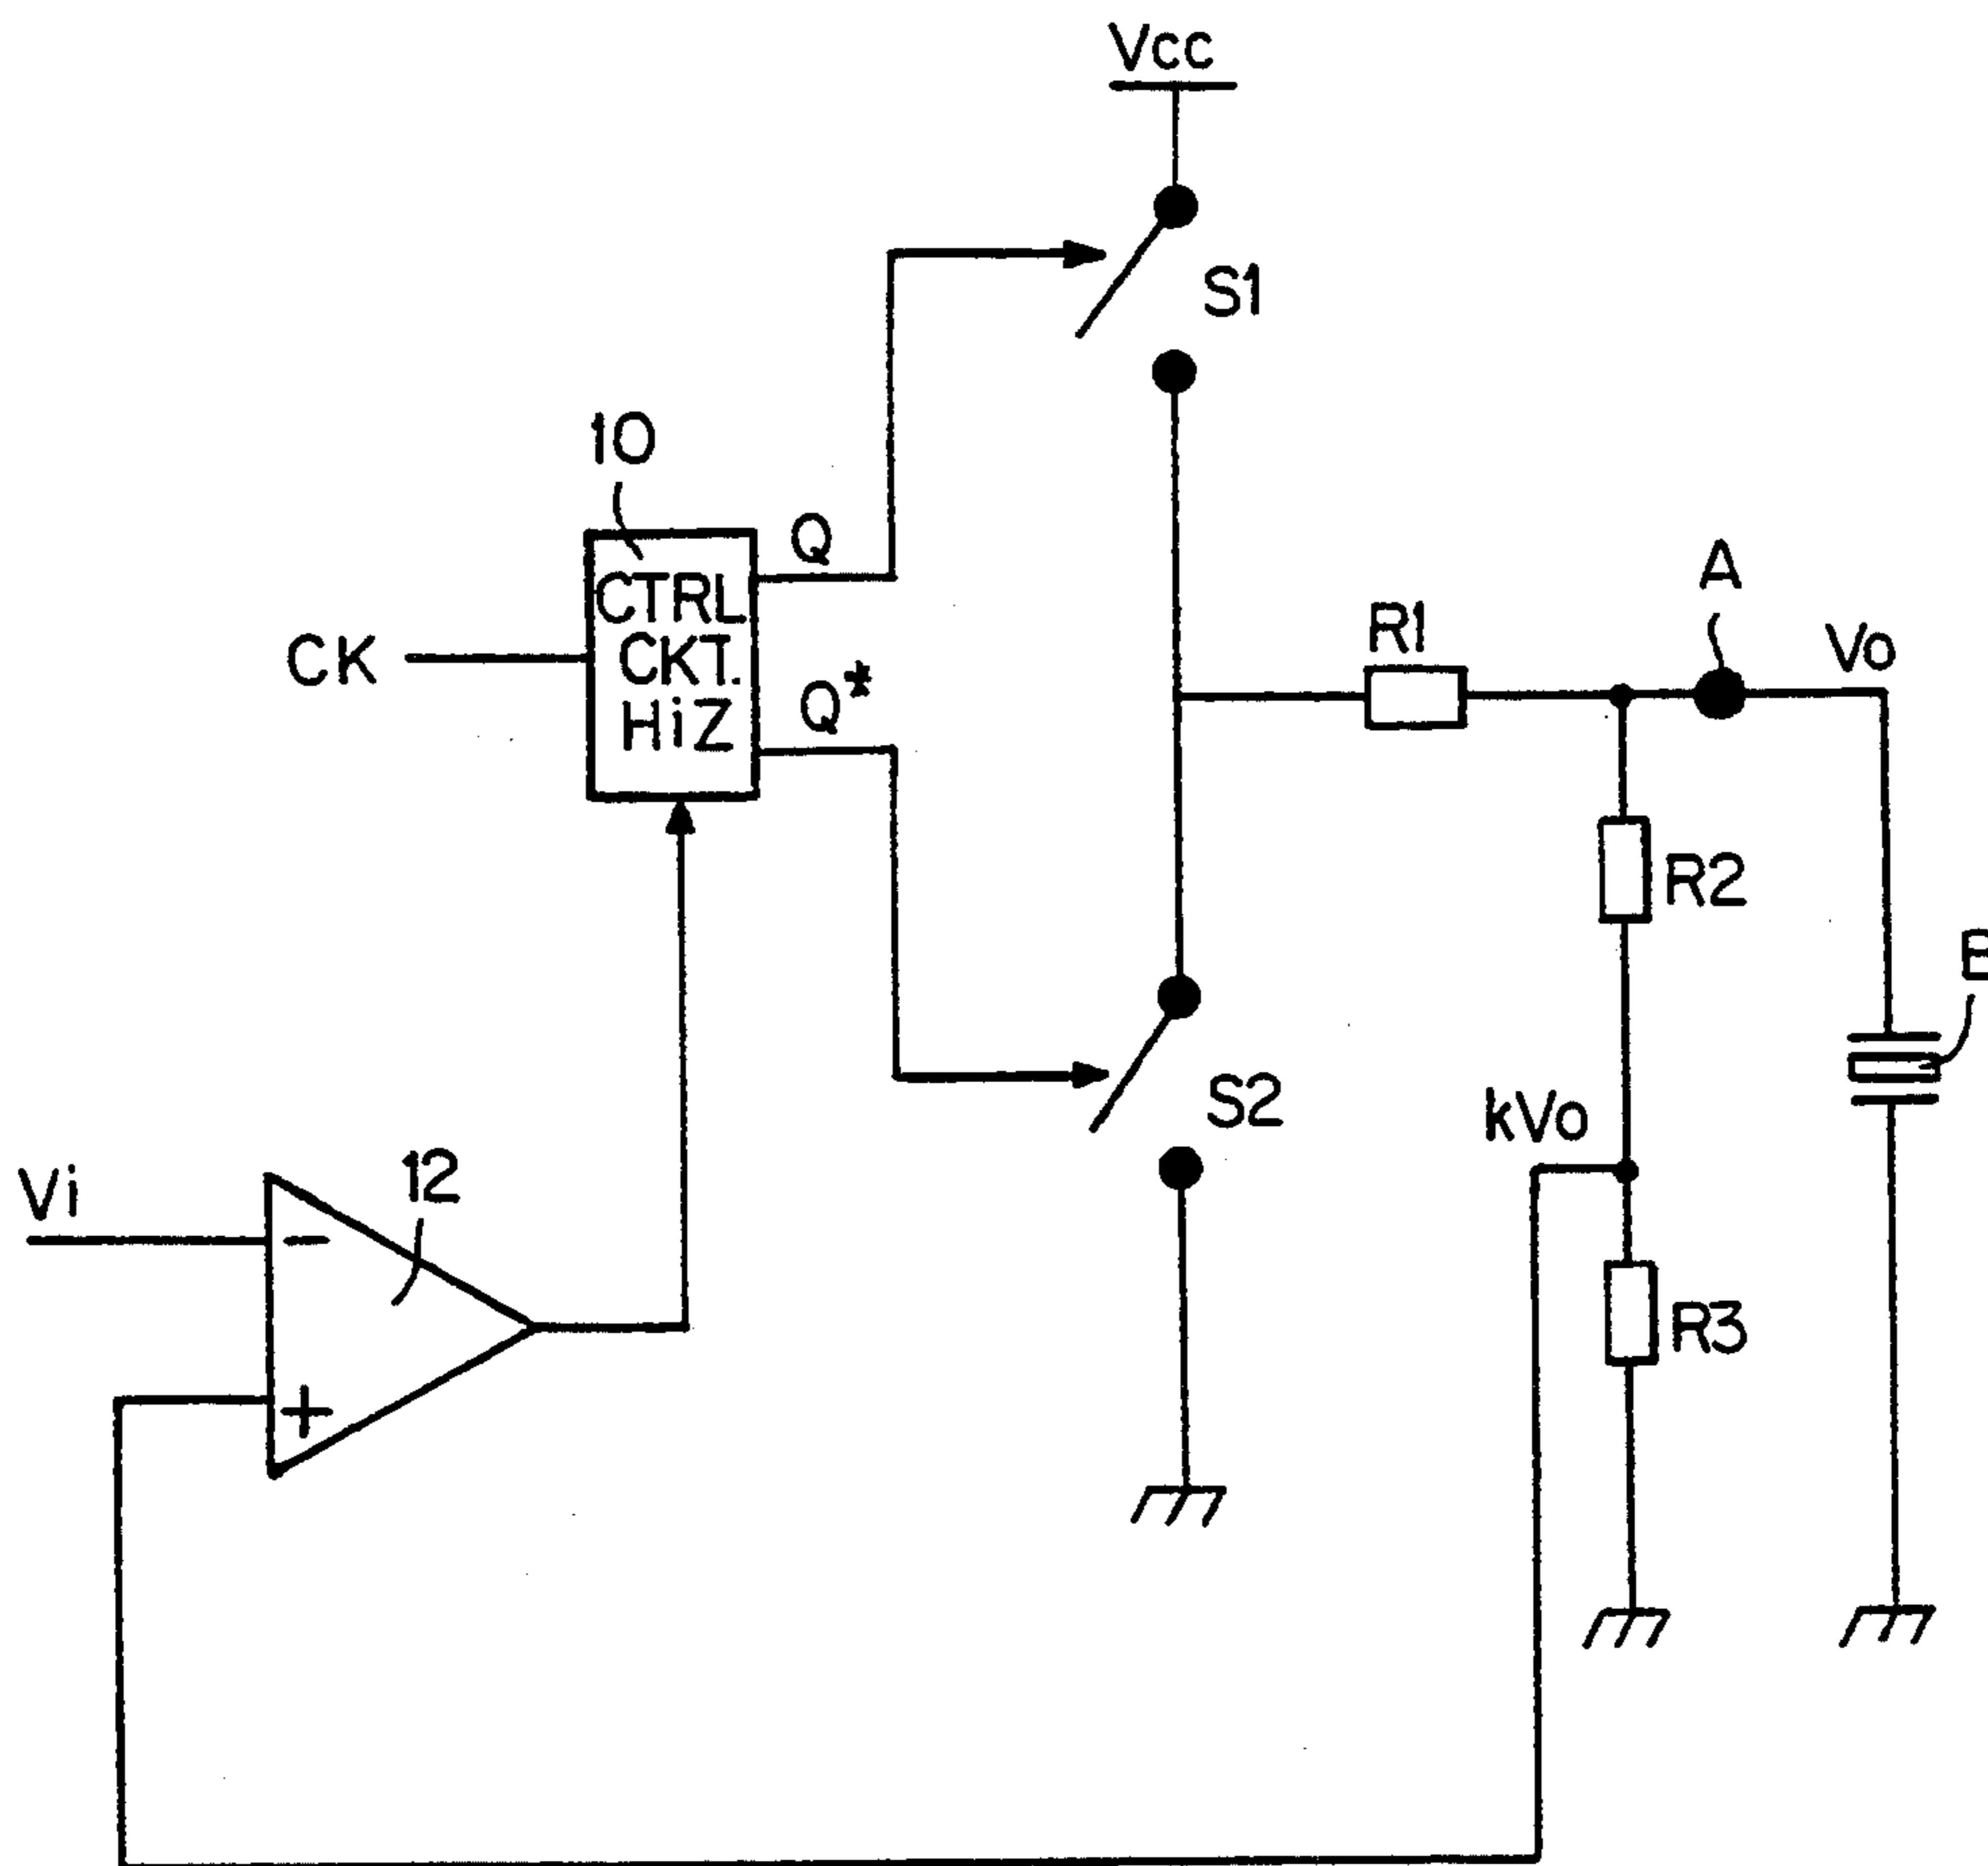 Vcc
S1
10
Q
CTRL
CKT.
HiZ
CK
Q*
R1
A
Vo
R2
B
S2
kVo
12
Vi
-
+
R3